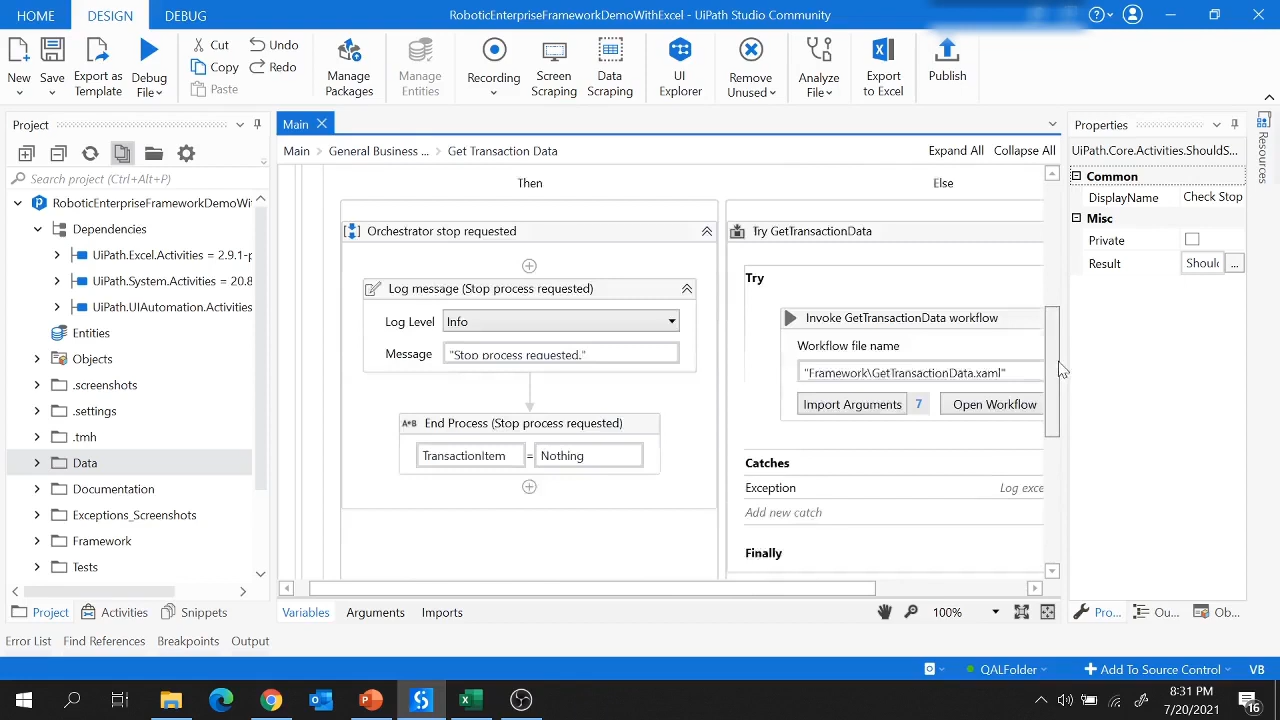 HOME DESIGN DEBUG RoboticEnterpriseFrameworkDemoWithExcel - UiPath Studio Community
New Save Export as Template Debug File Cut Copy Paste Undo Redo Manage Packages Manage Entities Recording Screen Scraping Data Scraping UI Explorer Remove Unused Analyze File Export to Excel Publish
Project
Search project (Ctrl+Alt+P)
RoboticEnterpriseFrameworkDemoWi
Dependencies
UiPath.Excel.Activities = 2.9.1-p
UiPath.System.Activities = 20.8
UiPath.UIAutomation.Activities
Entities
Objects
.screenshots
.settings
.tmh
Data
Documentation
Exceptions_Screenshots
Framework
Tests
Project Activities Snippets
Main
Main > General Business ... > Get Transaction Data Expand All Collapse All
Then Else
Orchestrator stop requested
Log message (Stop process requested)
Log Level Info
Message "Stop process requested."
A*B End Process (Stop process requested)
TransactionItem = Nothing
Try GetTransactionData
Try
Invoke GetTransactionData workflow
Workflow file name
"Framework\GetTransactionData.xaml"
Import Arguments 7 Open Workflow
Catches
Exception Log exce
Add new catch
Finally
Variables Arguments Imports 100%
Properties
UiPath.Core.Activities.ShouldS...
Common
DisplayName Check Stop
Misc
Private
Result Should ...
Pro... Ou... Ob...
Resources
Error List Find References Breakpoints Output
QALFolder Add To Source Control VB
8:31 PM
7/20/2021
16